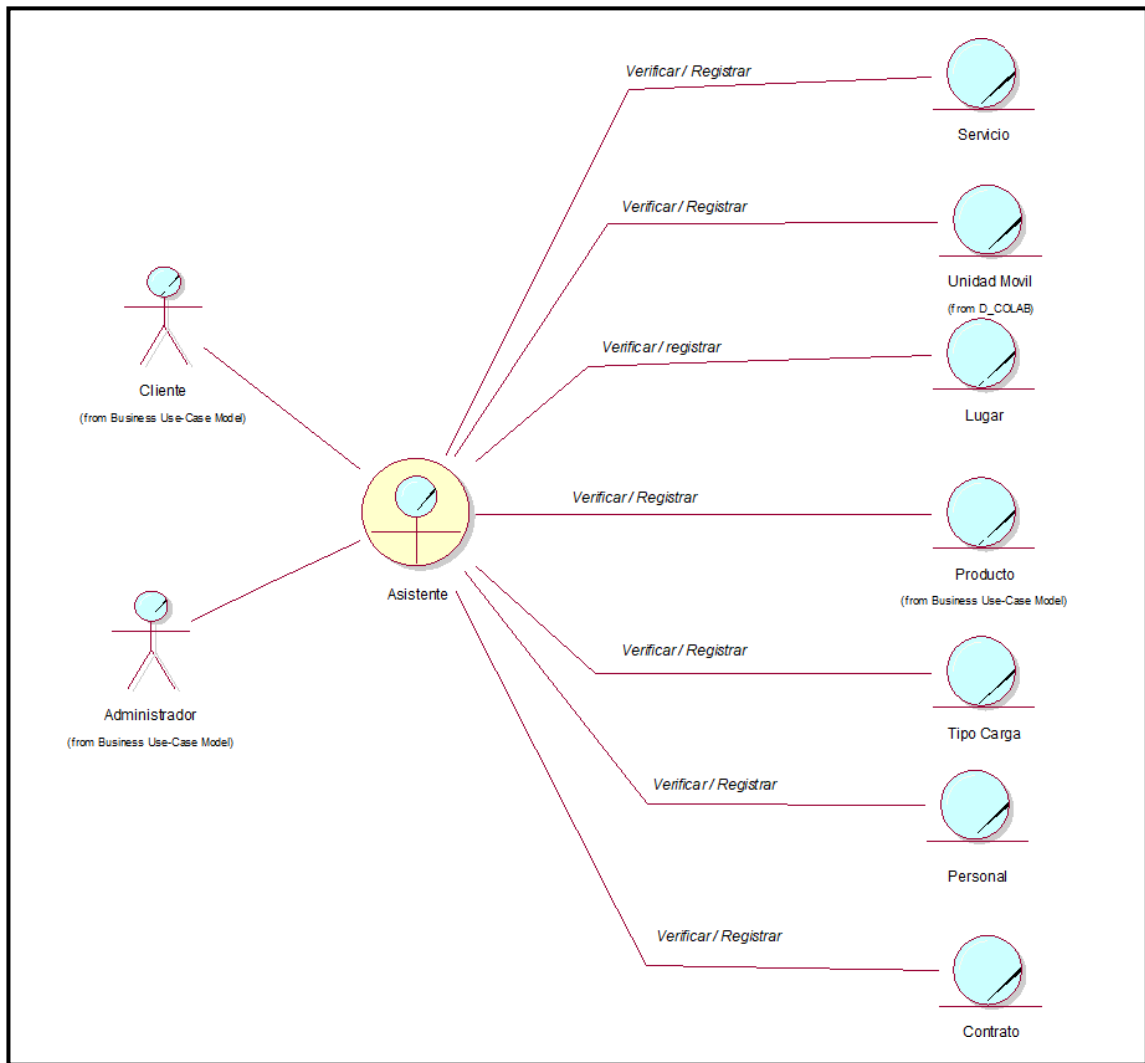 Verificar / Registrar
Servicio
Verificar / Registrar
Unidad Movil
(from D_COLAB)
Verificar / registrar
Lugar
Cliente
(from Business Use-Case Model)
Verificar / Registrar
Producto
(from Business Use-Case Model)
Asistente
Verificar / Registrar
Tipo Carga
Administrador
(from Business Use-Case Model)
Verificar / Registrar
Personal
Verificar / Registrar
Contrato